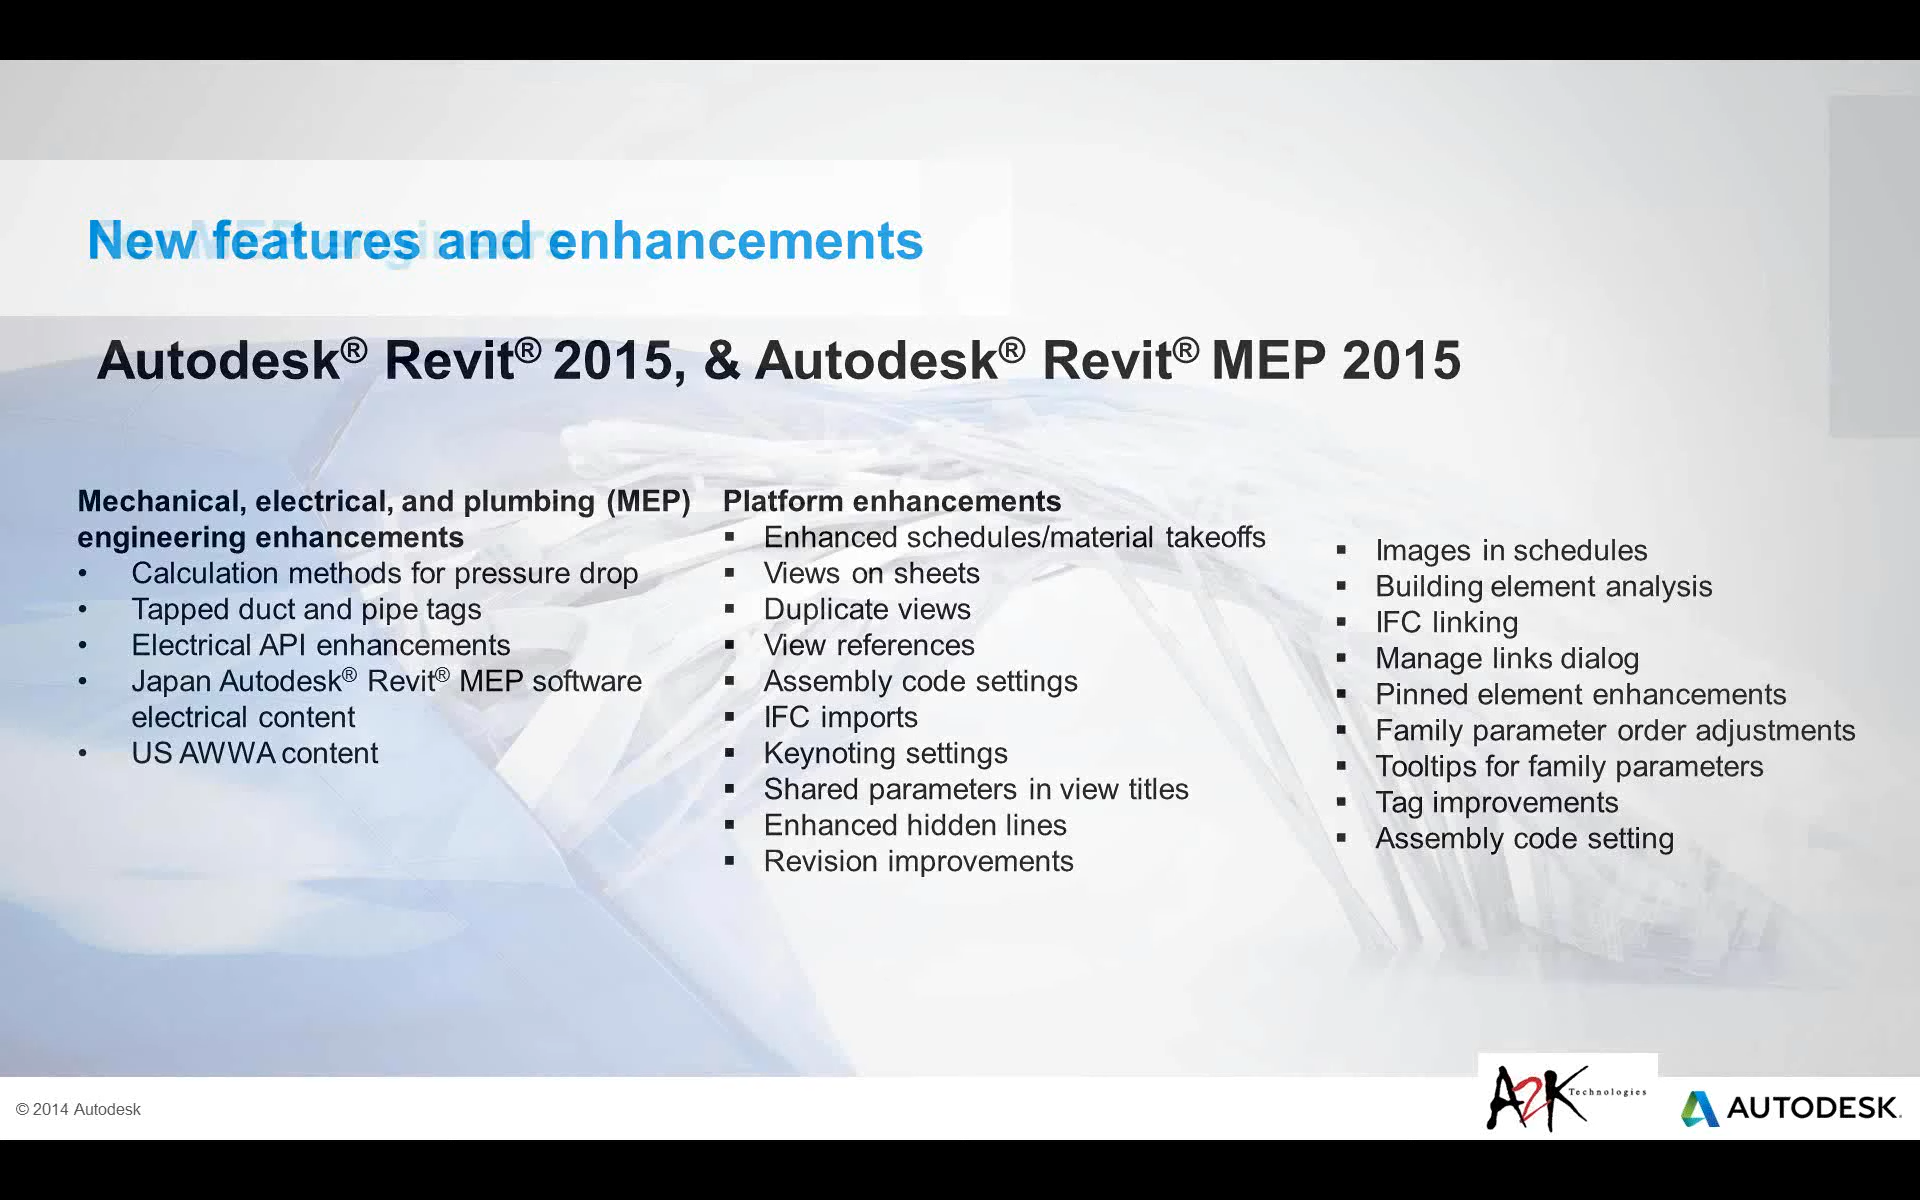 New features and enhancements
Autodesk® Revit® 2015, & Autodesk® Revit® MEP 2015
Mechanical, electrical, and plumbing (MEP)
engineering enhancements
• Calculation methods for pressure drop
• Tapped duct and pipe tags
• Electrical API enhancements
• Japan Autodesk® Revit® MEP software
electrical content
• US AWWA content
Platform enhancements
▪ Enhanced schedules/material takeoffs
▪ Views on sheets
▪ Duplicate views
▪ View references
▪ Assembly code settings
▪ IFC imports
▪ Keynoting settings
▪ Shared parameters in view titles
▪ Enhanced hidden lines
▪ Revision improvements
▪ Images in schedules
▪ Building element analysis
▪ IFC linking
▪ Manage links dialog
▪ Pinned element enhancements
▪ Family parameter order adjustments
▪ Tooltips for family parameters
▪ Tag improvements
▪ Assembly code setting
© 2014 Autodesk
A2K Technologies
AUTODESK.